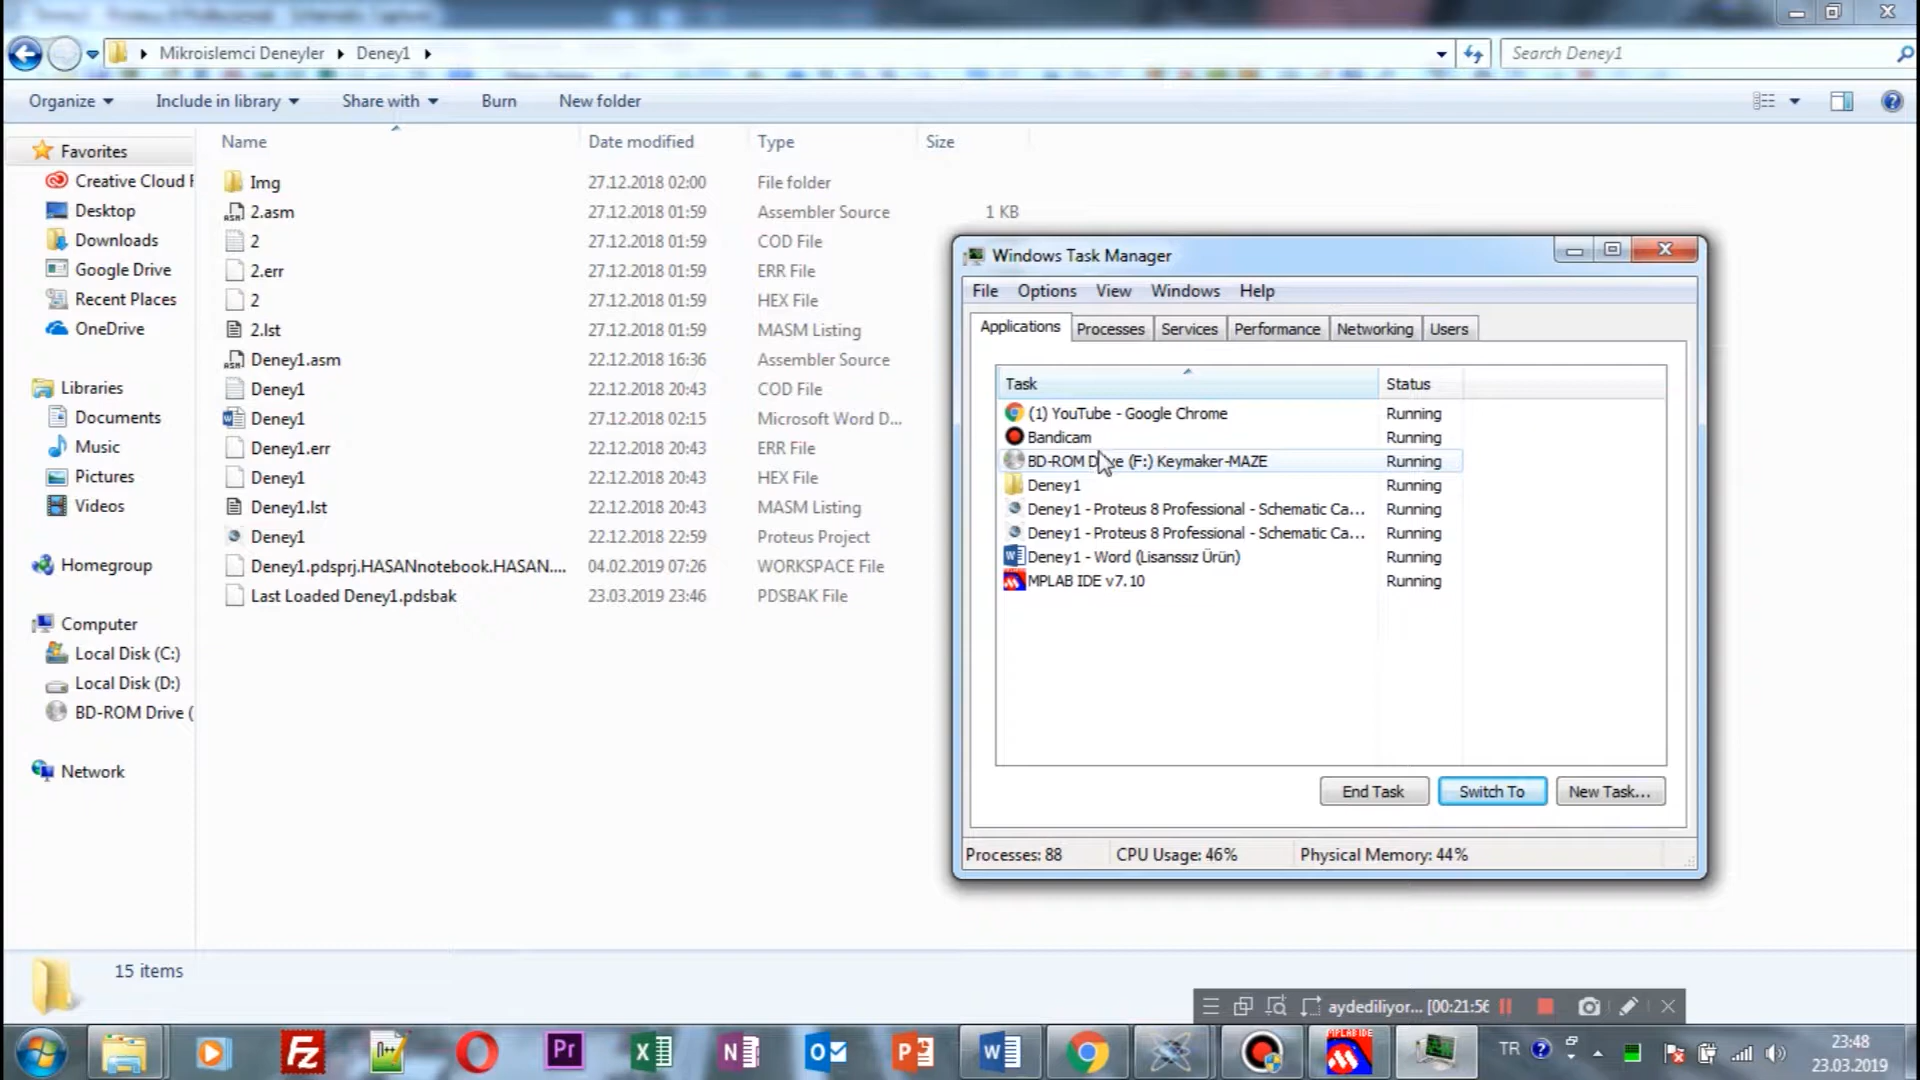 Mikroislemci Deneyler
Deney1
Search Deney1
Organize
Include in library
Share with
Burn
New folder
Name
Date modified
Type
Size
Favorites
Creative Cloud F
Desktop
Downloads
Google Drive
Recent Places
OneDrive
Libraries
Documents
Music
Pictures
Videos
Homegroup
Computer
Local Disk (C:)
Local Disk (D:)
BD-ROM Drive (
Network
Img 27.12.2018 02:00 File folder
2.asm 27.12.2018 01:59 Assembler Source 1 KB
2 27.12.2018 01:59 COD File
2.err 27.12.2018 01:59 ERR File
2 27.12.2018 01:59 HEX File
2.lst 27.12.2018 01:59 MASM Listing
Deney1.asm 22.12.2018 16:36 Assembler Source
Deney1 22.12.2018 20:43 COD File
Deney1 27.12.2018 02:15 Microsoft Word D...
Deney1.err 22.12.2018 20:43 ERR File
Deney1 22.12.2018 20:43 HEX File
Deney1.lst 22.12.2018 20:43 MASM Listing
Deney1 22.12.2018 22:59 Proteus Project
Deney1.pdsprj.HASANnotebook.HASAN.... 04.02.2019 07:26 WORKSPACE File
Last Loaded Deney1.pdsbak 23.03.2019 23:46 PDSBAK File
Windows Task Manager
File Options View Windows Help
Applications Processes Services Performance Networking Users
Task Status
(1) YouTube - Google Chrome Running
Bandicam Running
BD-ROM Drive (F:) Keymaker-MAZE Running
Deney1 Running
Deney1 - Proteus 8 Professional - Schematic Ca... Running
Deney1 - Proteus 8 Professional - Schematic Ca... Running
Deney1 - Word (Lisanssız Ürün) Running
MPLAB IDE v7.10 Running
End Task Switch To New Task...
Processes: 88 CPU Usage: 46% Physical Memory: 44%
15 items
aydediliyor... [00:21:56
TR
23:48
23.03.2019